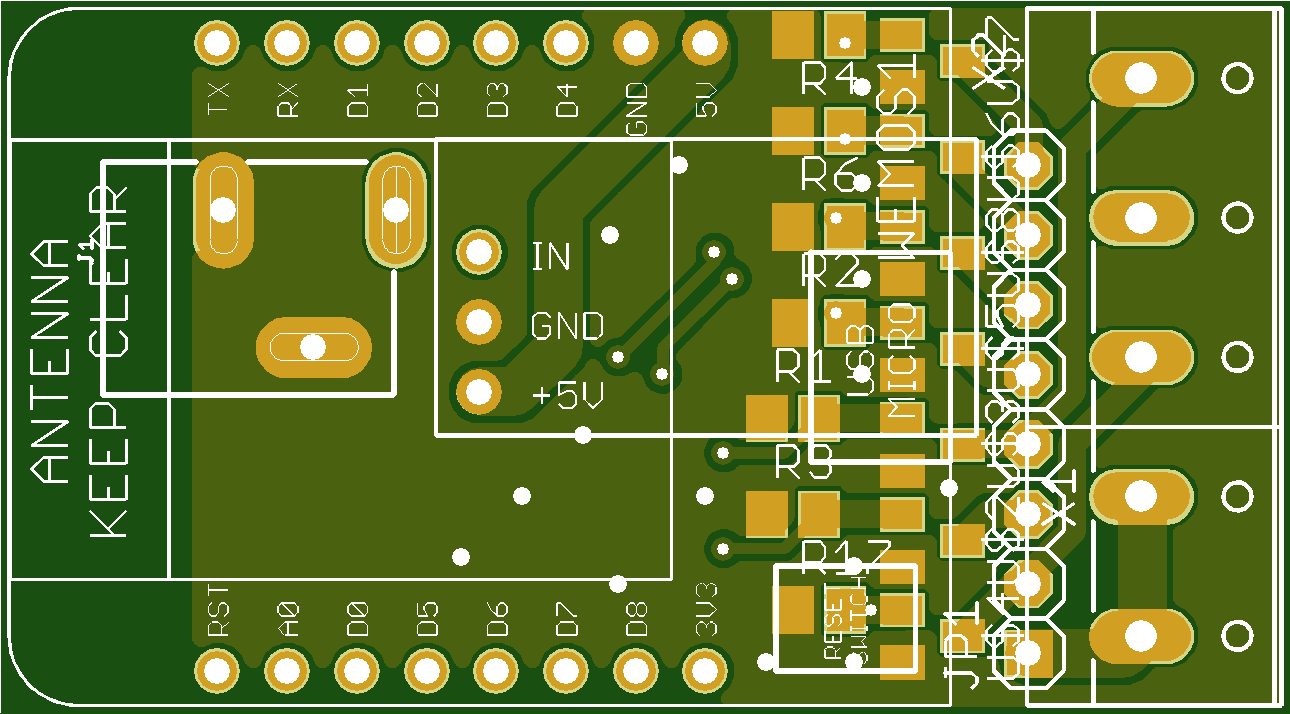 TX
RX
D1
D2
D3
D4
GND
5V
R4
WEMOS1
X2
R6
J1
ANTENNA
KEEP CLEAR
IN
GND
+5V
R2
USB
MICRO
R1
R3
X1
R17
RESET
SWITCH
JP1
RST
A0
D0
D5
D6
D7
D8
3V3